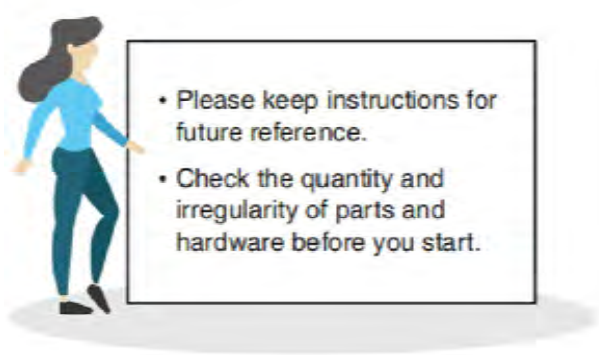 • Please keep instructions for
future reference.
• Check the quantity and
irregularity of parts and
hardware before you start.